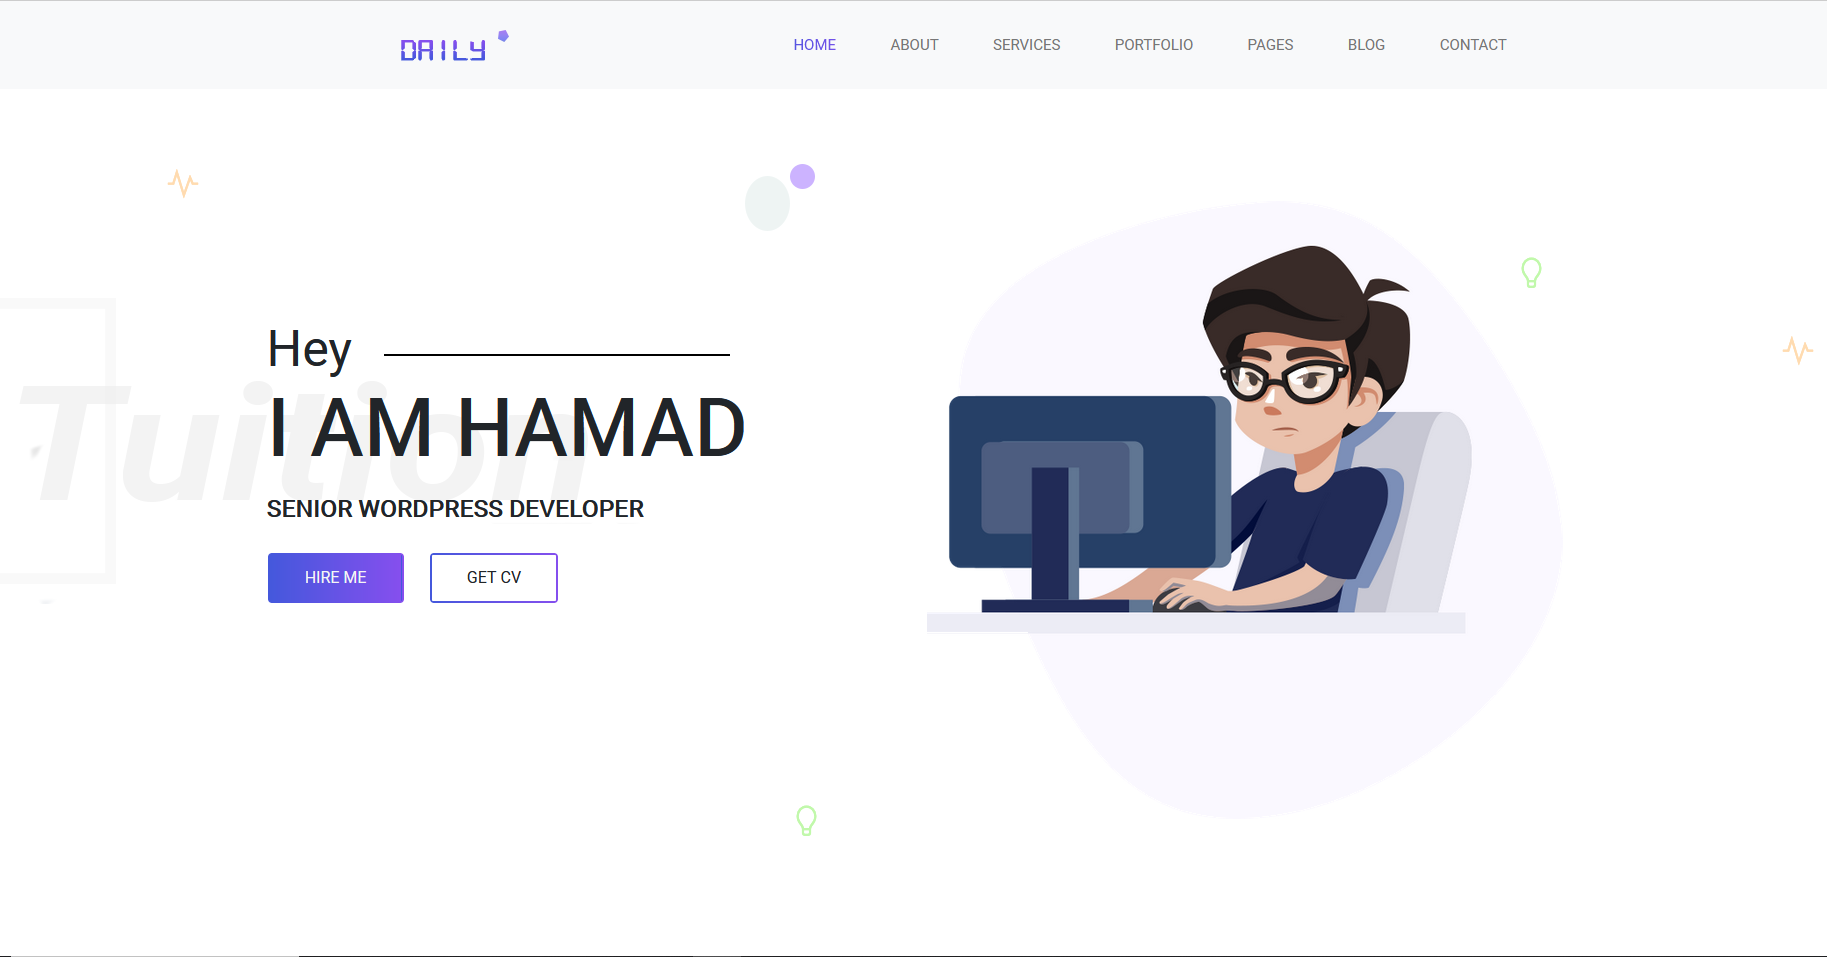 DAILY
HOME ABOUT SERVICES PORTFOLIO PAGES BLOG CONTACT
Hey
Tuition
I AM HAMAD
SENIOR WORDPRESS DEVELOPER
HIRE ME GET CV